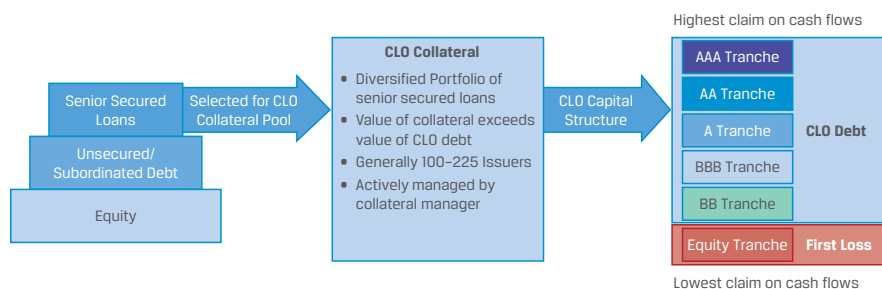 Senior Secured
Loans
Unsecured/
Subordinated Debt
Equity
Selected for CLO
Collateral Pool
CLO Collateral
• Diversified Portfolio of
senior secured loans
• Value of collateral exceeds
value of CLO debt
• Generally 100–225 Issuers
• Actively managed by
collateral manager
CLO Capital
Structure
Highest claim on cash flows
AAA Tranche
AA Tranche
A Tranche
CLO Debt
BBB Tranche
BB Tranche
Equity Tranche
First Loss
Lowest claim on cash flows